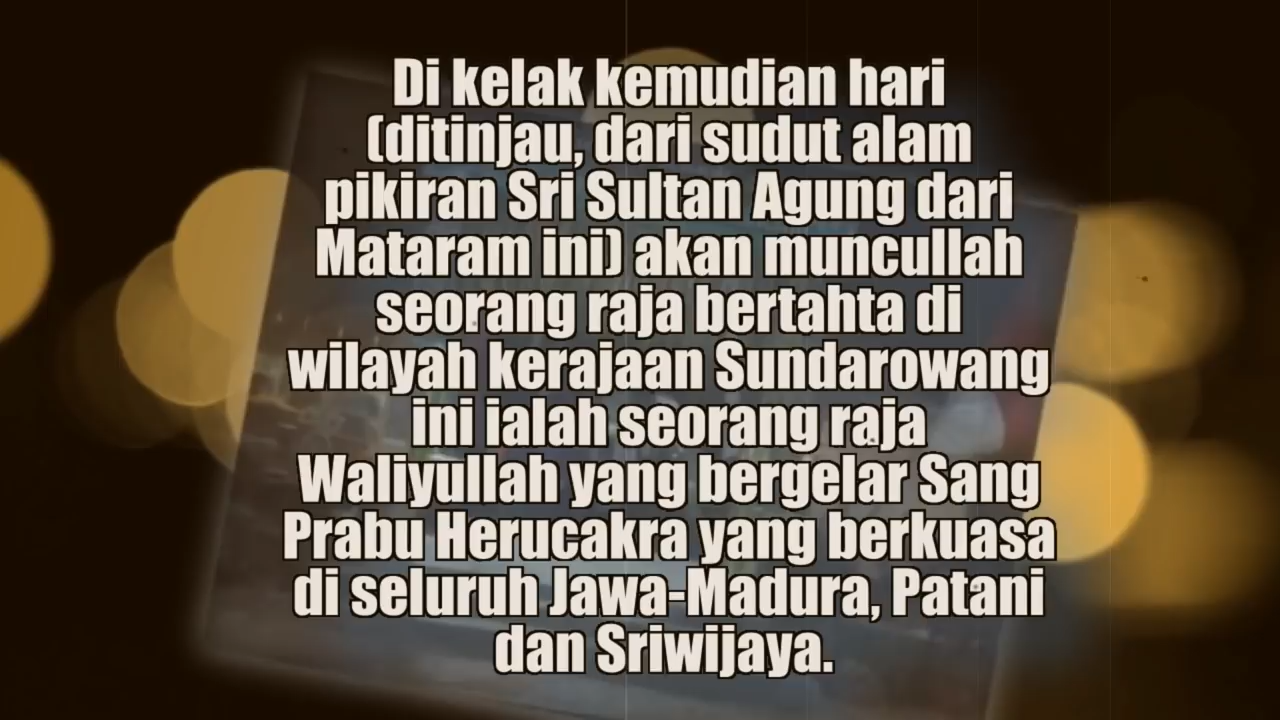 Di kelak kemudian hari
(ditinjau, dari sudut alam
pikiran Sri Sultan Agung dari
Mataram ini) akan muncullah
seorang raja bertahta di
wilayah kerajaan Sundarowang
ini ialah seorang raja
Waliyullah yang bergelar Sang
Prabu Herucakra yang berkuasa
di seluruh Jawa-Madura, Patani
dan Sriwijaya.